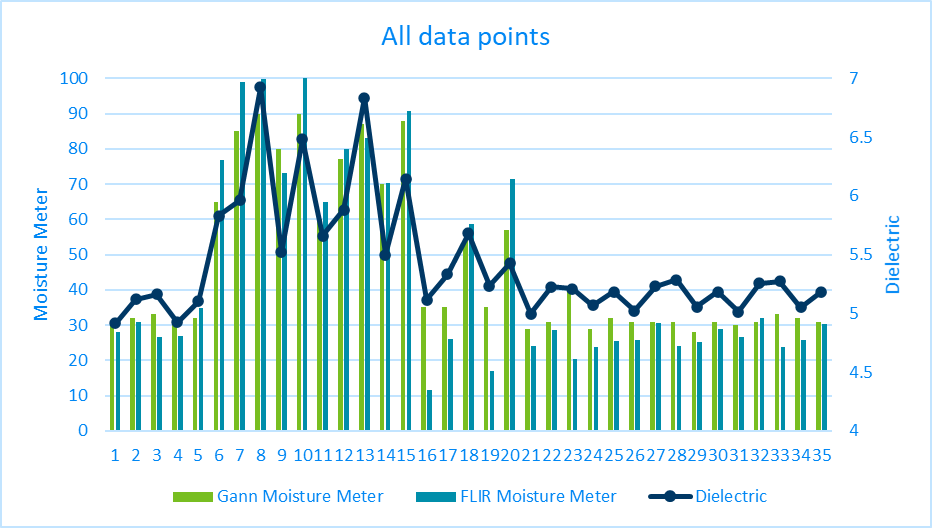 All data points
100 7
90 6.5
80
70 6
60
50 5.5
40 5
30
20 4.5
10
0 4
Moisture Meter
Dielectric
1 2 3 4 5 6 7 8 9 10 11 12 13 14 15 16 17 18 19 20 21 22 23 24 25 26 27 28 29 30 31 32 33 34 35
Gann Moisture Meter FLIR Moisture Meter Dielectric